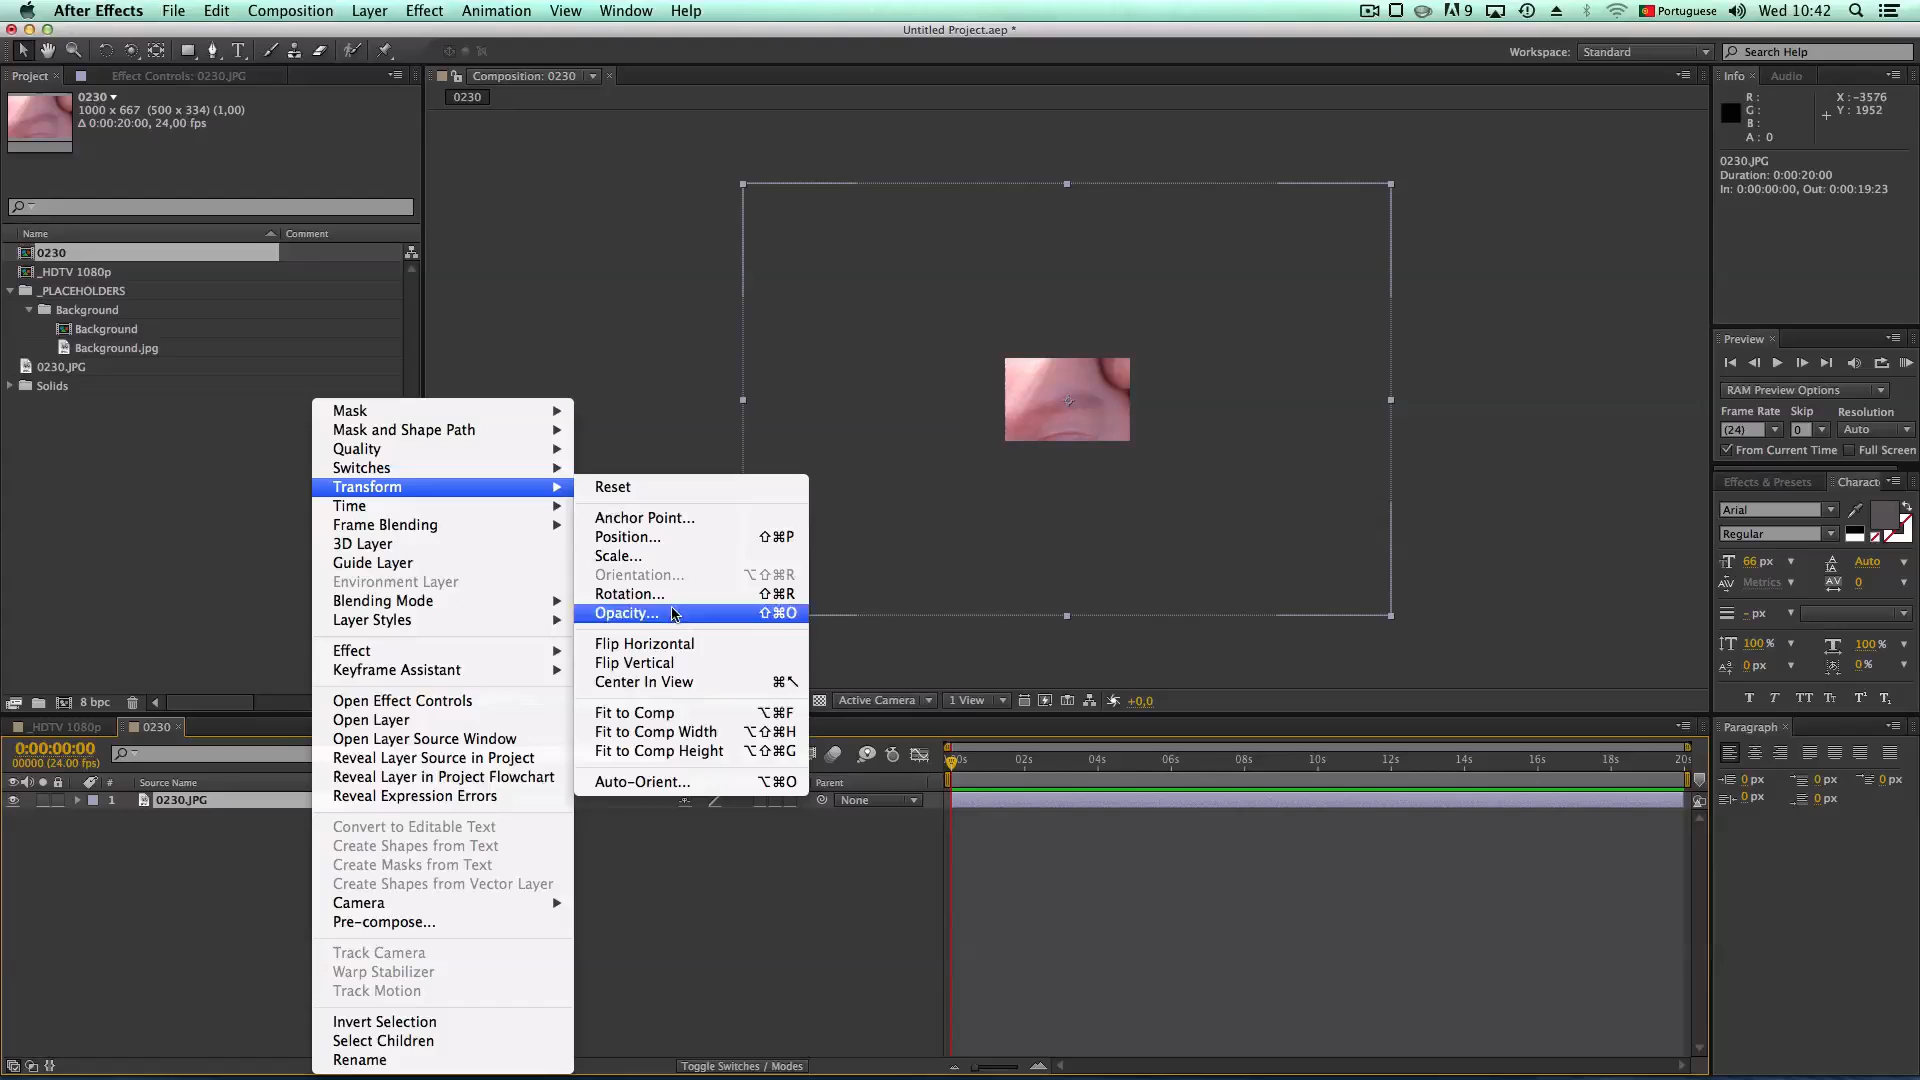 After Effects File Edit Composition Layer Effect Animation View Window Help 9 Portuguese Wed 10:42
Untitled Project.aep *
Workspace: Standard Search Help
Project × Effect Controls: 0230.JPG Composition: 0230 × Info × Audio
0230
1000 x 667 (500 x 334) (1,00)
Δ 0:00:20:00, 24,00 fps
0230
R :
G :
B :
A : 0
X : -3576
Y : 1952
0230.JPG
Duration: 0:00:20:00
In: 0:00:00:00, Out: 0:00:19:23
Name Comment
0230
_HDTV 1080p
_PLACEHOLDERS
Background
Background
Background.jpg
0230.JPG
Solids
8 bpc
Preview ×
RAM Preview Options
Frame Rate Skip Resolution
(24) 0 Auto
From Current Time Full Screen
Effects & Presets Charact
Arial
Regular
66 px Auto
Metrics 0
- px
100 % 100 %
0 px 0 %
T T TT Tr T¹ T₁
Paragraph ×
0 px 0 px 0 px
0 px 0 px
Mask
Mask and Shape Path
Quality
Switches
Transform
Time
Frame Blending
3D Layer
Guide Layer
Environment Layer
Blending Mode
Layer Styles
Effect
Keyframe Assistant
Open Effect Controls
Open Layer
Open Layer Source Window
Reveal Layer Source in Project
Reveal Layer in Project Flowchart
Reveal Expression Errors
Convert to Editable Text
Create Shapes from Text
Create Masks from Text
Create Shapes from Vector Layer
Camera
Pre-compose...
Track Camera
Warp Stabilizer
Track Motion
Invert Selection
Select Children
Rename
Reset
Anchor Point...
Position... ⇧⌘P
Scale...
Orientation... ⌥⇧⌘R
Rotation... ⇧⌘R
Opacity... ⇧⌘O
Flip Horizontal
Flip Vertical
Center In View ⌘↖
Fit to Comp ⌥⌘F
Fit to Comp Width ⌥⇧⌘H
Fit to Comp Height ⌥⇧⌘G
Auto-Orient... ⌥⌘O
Active Camera 1 View +0,0
_HDTV 1080p 0230 ×
0:00:00:00
00000 (24.00 fps)
# Source Name Parent
1 0230.JPG None
00s 02s 04s 06s 08s 10s 12s 14s 16s 18s 20s
Toggle Switches / Modes